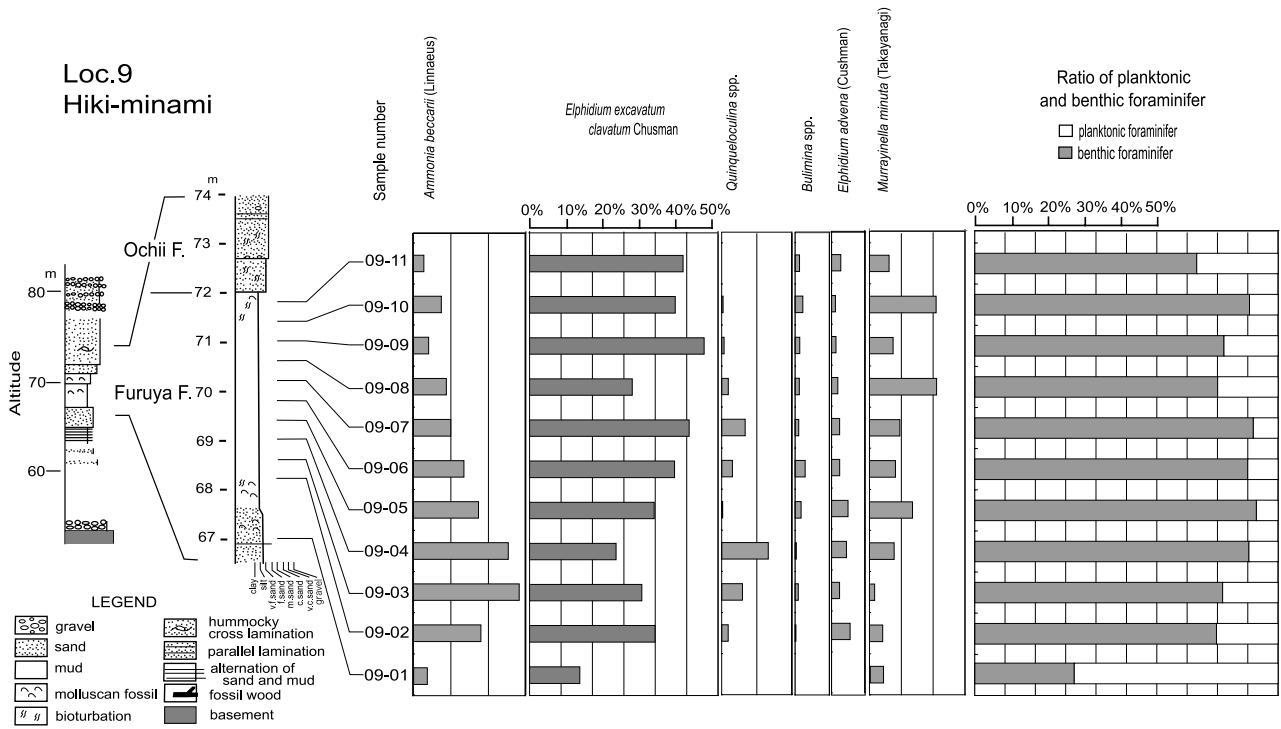 Loc.9
Hiki-minami
Sample number
Ammonia beccarii (Linnaeus)
Elphidium excavatum
clavatum Chusman
Quinqueloculina spp.
Bulimina spp.
Elphidium advena (Cushman)
Murrayinella minuta (Takayanagi)
Ratio of planktonic
and benthic foraminifer
planktonic foraminifer
benthic foraminifer
0% 10% 20% 30% 40% 50%
0% 10% 20% 30% 40% 50%
m
74
73
72
71
70
69
68
67
Ochii F.
Furuya F.
m
80
70
60
Altitude
09-11
09-10
09-09
09-08
09-07
09-06
09-05
09-04
09-03
09-02
09-01
clay
silt
v.f.sand
f.sand
m.sand
c.sand
v.c.sand
gravel
LEGEND
gravel
sand
mud
molluscan fossil
bioturbation
hummocky
cross lamination
parallel lamination
alternation of
sand and mud
fossil wood
basement